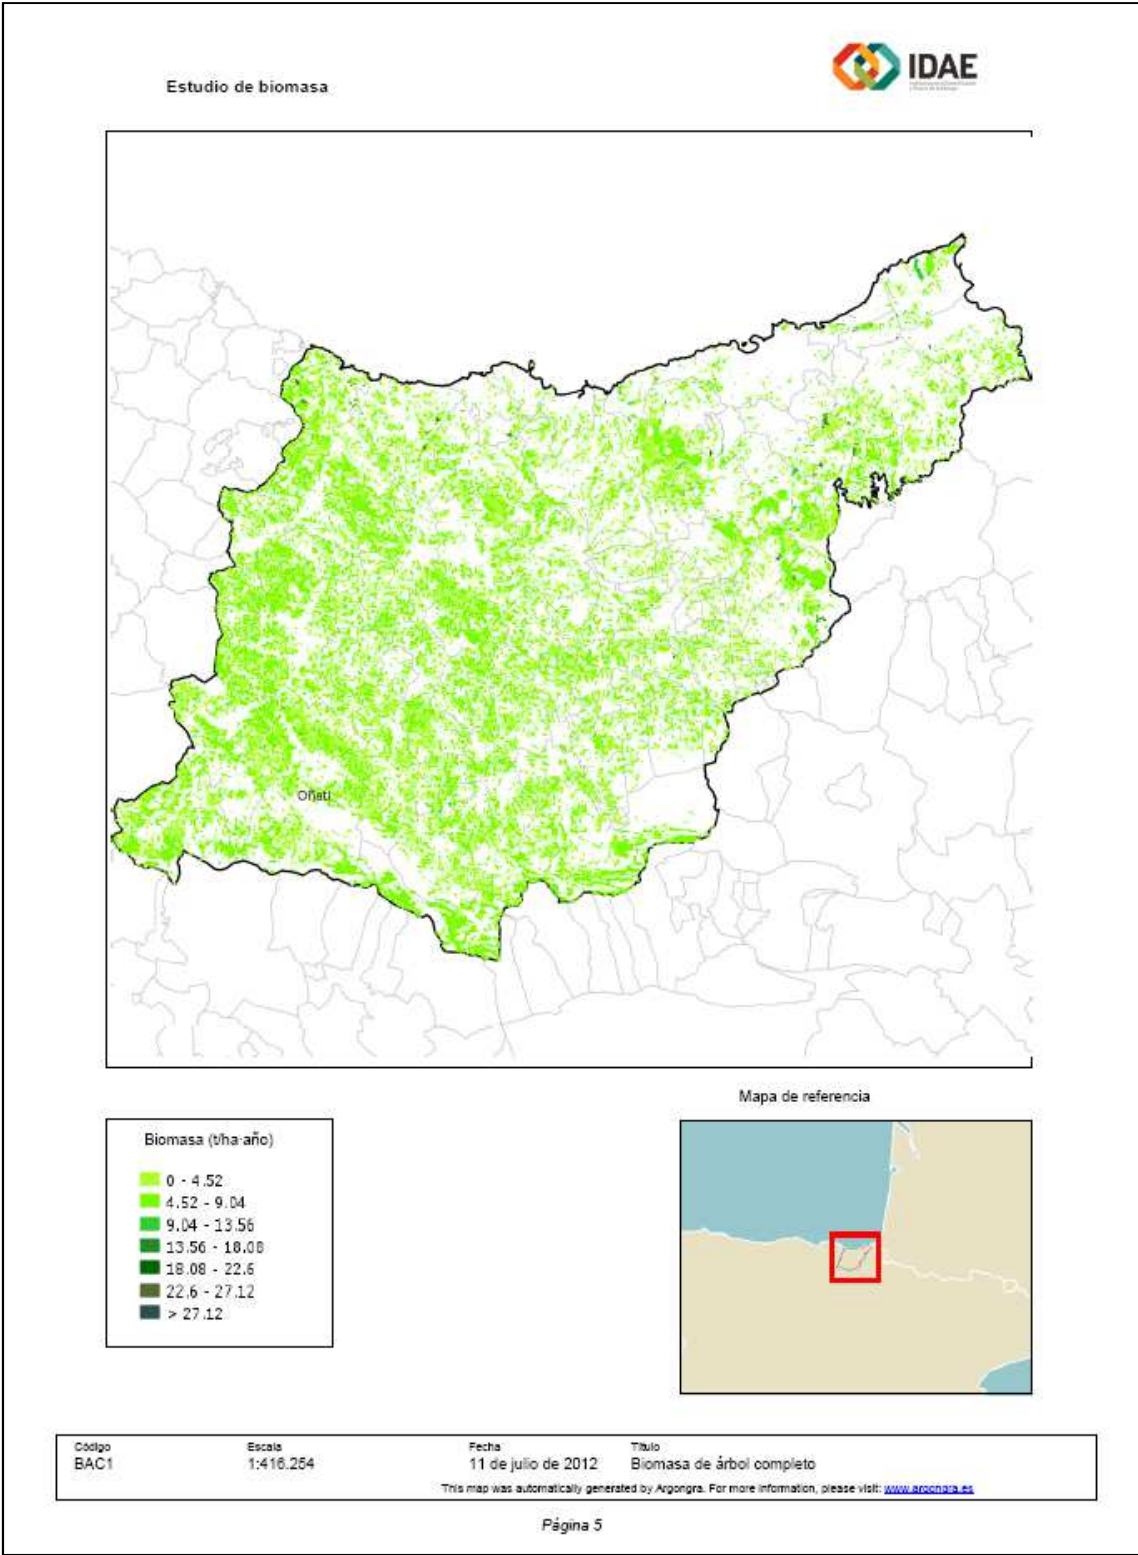 Estudio de biomasa
IDAE
Oñati
Mapa de referencia
Biomasa (t/ha·año)
0 - 4.52
4.52 - 9.04
9.04 - 13.56
13.56 - 18.08
18.08 - 22.6
22.6 - 27.12
> 27.12
Código Escala Fecha Título
BAC1 1:416.254 11 de julio de 2012 Biomasa de árbol completo
This map was automatically generated by Argongra. For more information, please visit: www.argongra.es
Página 5